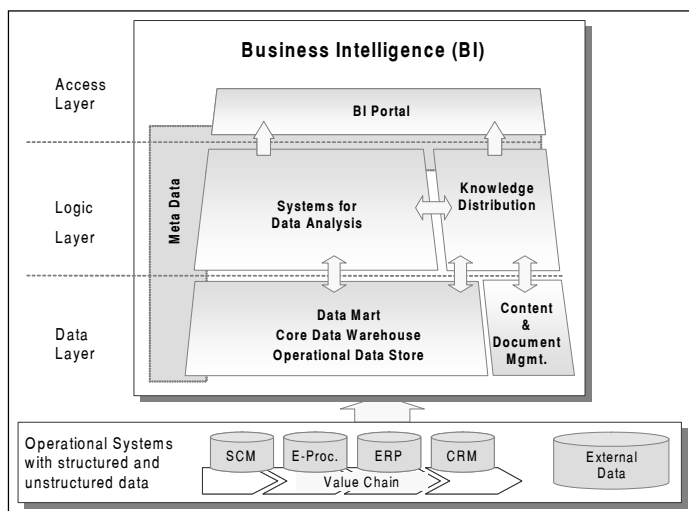 Business Intelligence (BI)
Access
Layer
BI Portal
Meta Data
Logic
Layer
Systems for
Data Analysis
Knowledge
Distribution
Data
Layer
Data Mart
Core Data Warehouse
Operational Data Store
Content
&
Document
Mgmt.
Operational Systems
with structured and
unstructured data
SCM
E-Proc.
ERP
CRM
Value Chain
External
Data